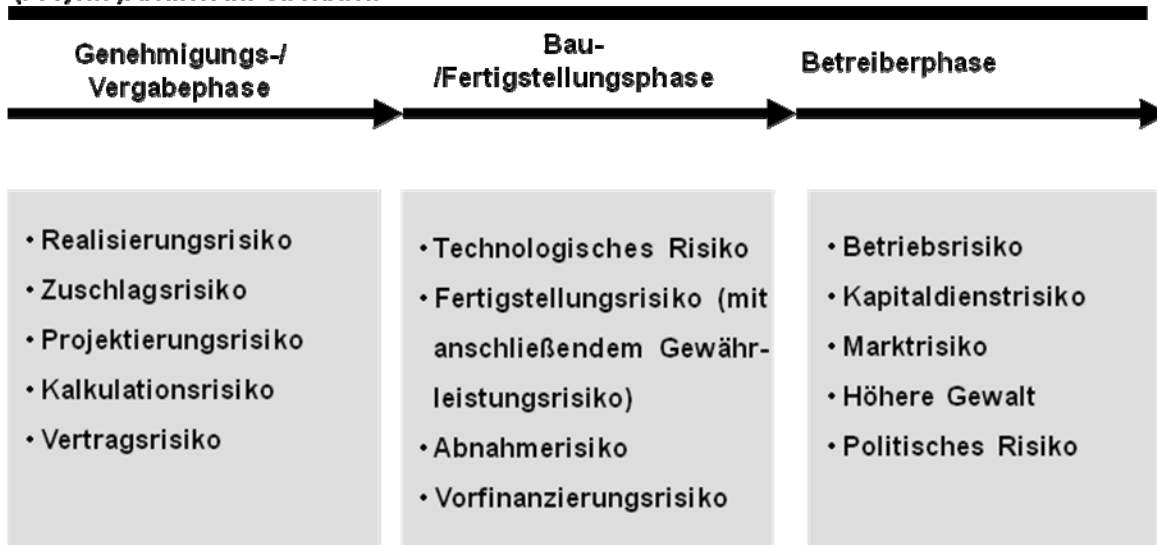 Genehmigungs-/
Vergabephase
Bau-
/Fertigstellungsphase
Betreiberphase
• Realisierungsrisiko
• Zuschlagsrisiko
• Projektierungsrisiko
• Kalkulationsrisiko
• Vertragsrisiko
• Technologisches Risiko
• Fertigstellungsrisiko (mit
anschließendem Gewähr-
leistungsrisiko)
• Abnahmerisiko
• Vorfinanzierungsrisiko
• Betriebsrisiko
• Kapitaldienstrisiko
• Marktrisiko
• Höhere Gewalt
• Politisches Risiko